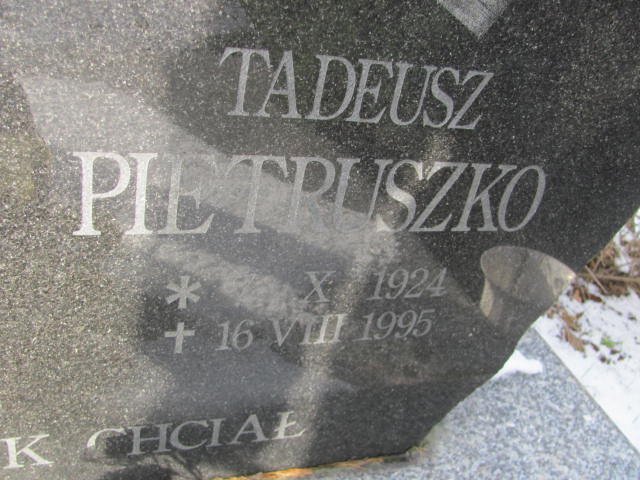 TADEUSZ
PIETRUSZKO
* X 1924
+ 16 VIII 1995
K CHCIAŁ